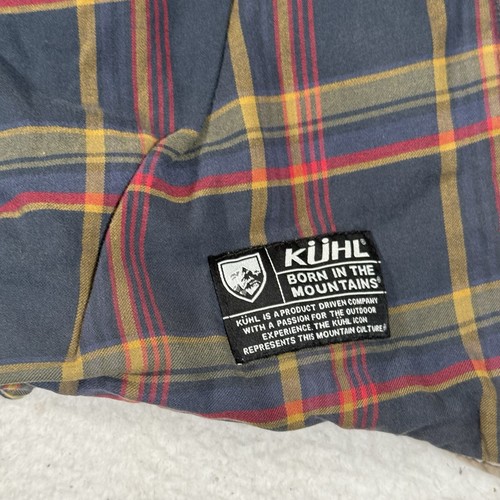 KÜHL®
BORN IN THE
MOUNTAINS®
KÜHL IS A PRODUCT DRIVEN COMPANY
WITH A PASSION FOR THE OUTDOOR
EXPERIENCE. THE KÜHL ICON
REPRESENTS THIS MOUNTAIN CULTURE